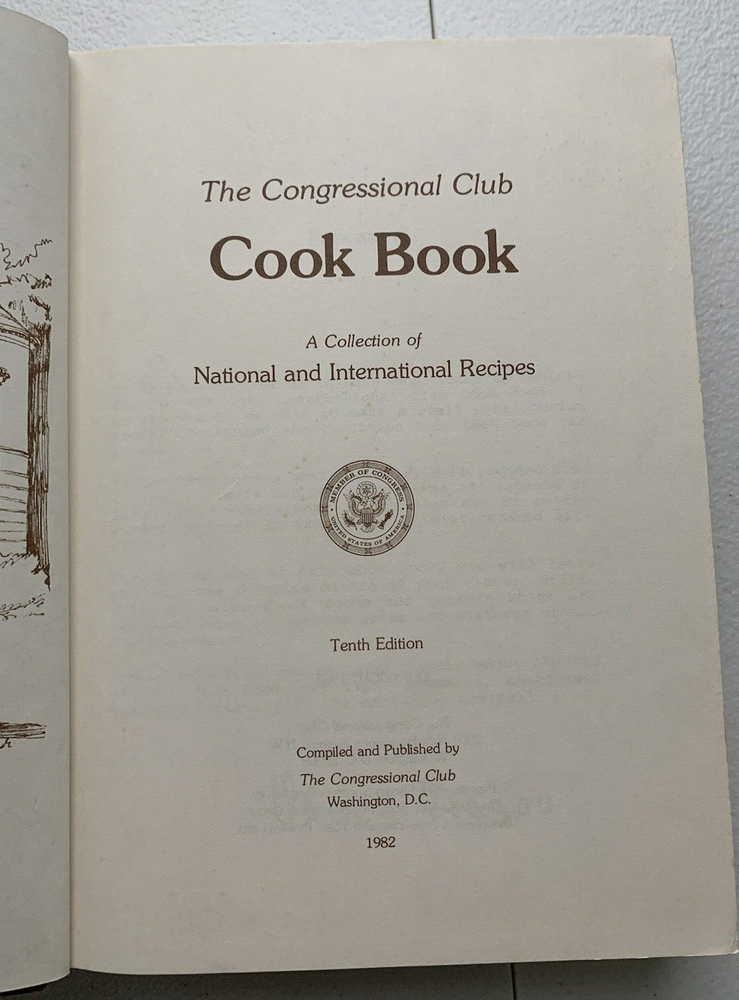 The Congressional Club
Cook Book
A Collection of
National and International Recipes
MEMBER OF CONGRESS
UNITED STATES OF AMERICA
Tenth Edition
Compiled and Published by
The Congressional Club
Washington, D.C.
1982